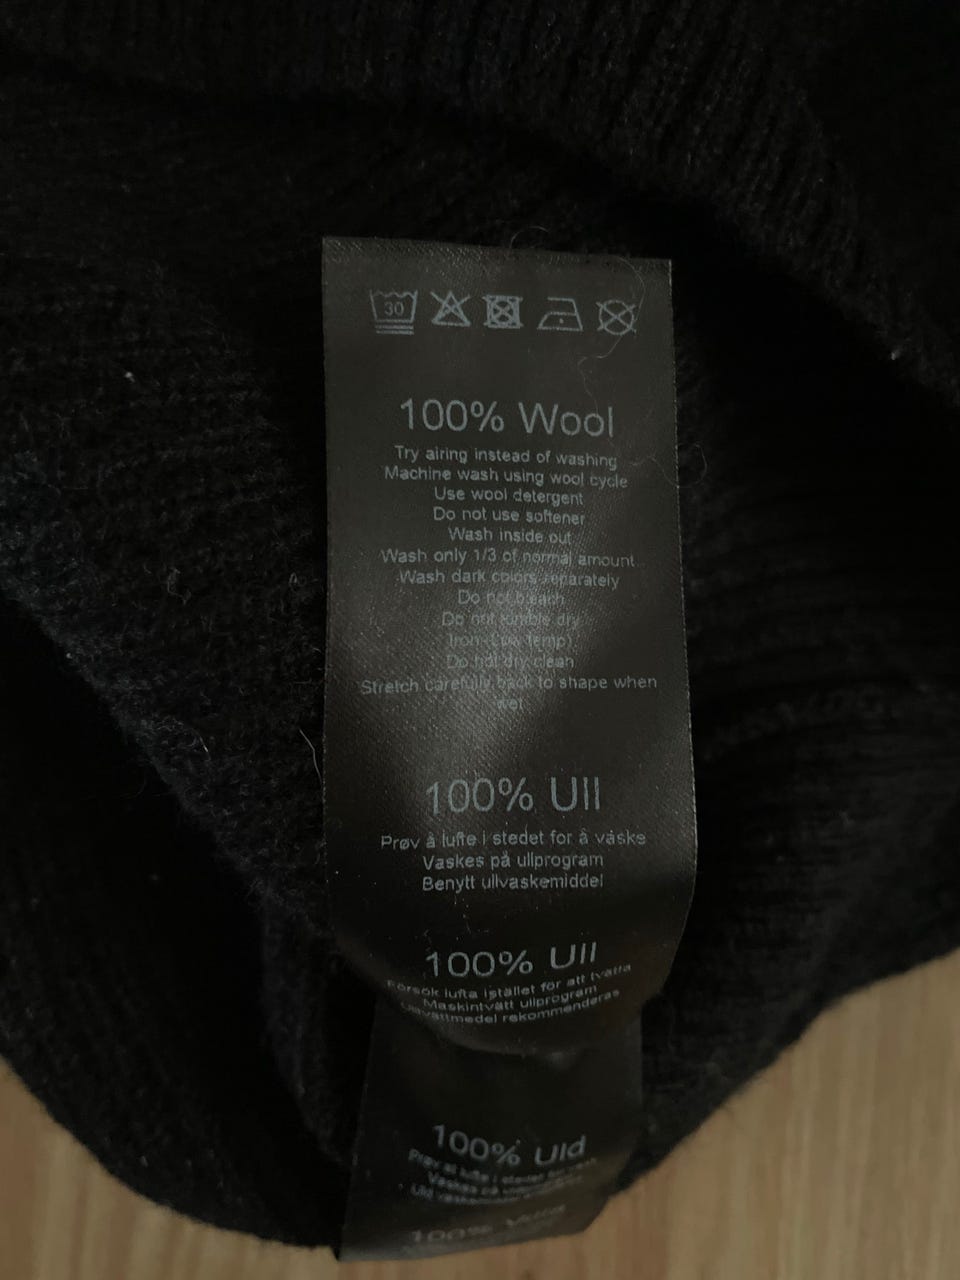 30
100% Wool
Try airing instead of washing
Machine wash using wool cycle
Use wool detergent
Do not use softener
Wash inside out
Wash only 1/3 of normal amount
Wash dark colors separately
Do not bleach
Do not tumble dry
Iron (Low temp)
Do not dry clean
Stretch carefully back to shape when
wet
100% Ull
Prøv å lufte i stedet for å vaske
Vaskes på ullprogram
Benytt ullvaskemiddel
100% Ull
Försök lufta istället för att tvätta
Maskintvätt ullprogram
rekommenderas
100% Uld
Vaskes på
Uld
100%